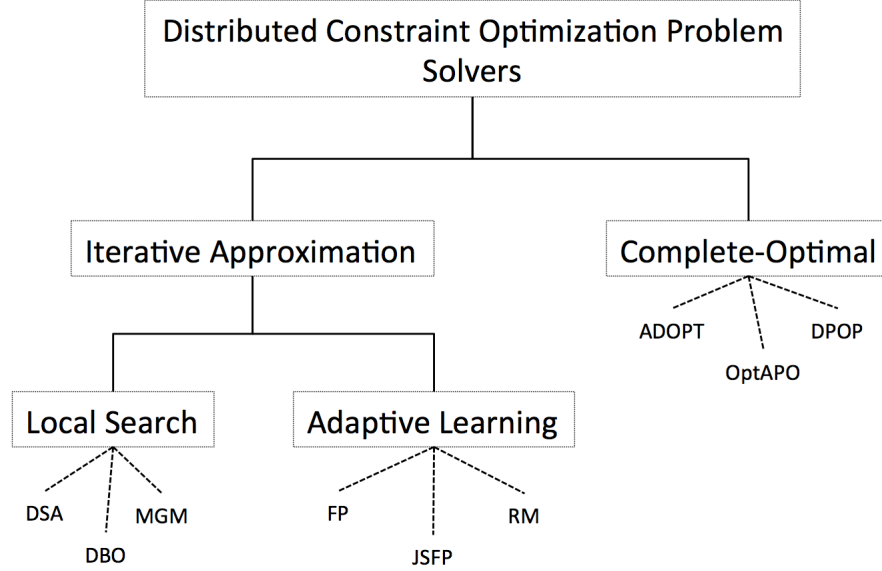 Distributed Constraint Optimization Problem
Solvers
Iterative Approximation
Complete-Optimal
ADOPT
DPOP
OptAPO
Local Search
Adaptive Learning
DSA
MGM
FP
RM
DBO
JSFP